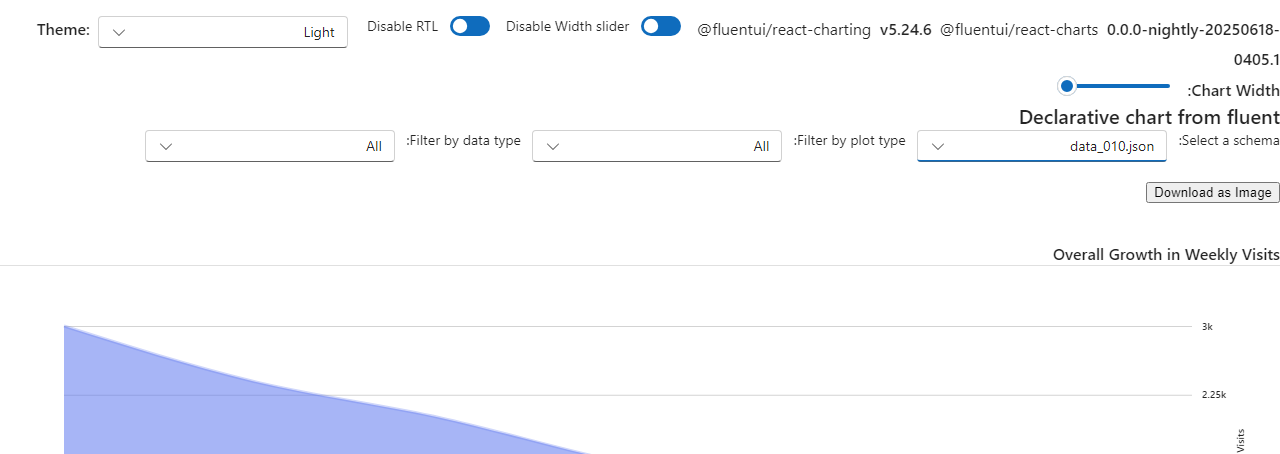 Theme: Light Disable RTL Disable Width slider @fluentui/react-charting v5.24.6 @fluentui/react-charts 0.0.0-nightly-20250618-
0405.1
:Chart Width
Declarative chart from fluent
:Select a schema data_010.json :Filter by plot type All :Filter by data type All
Download as Image
Overall Growth in Weekly Visits
3k
2.25k
Visits